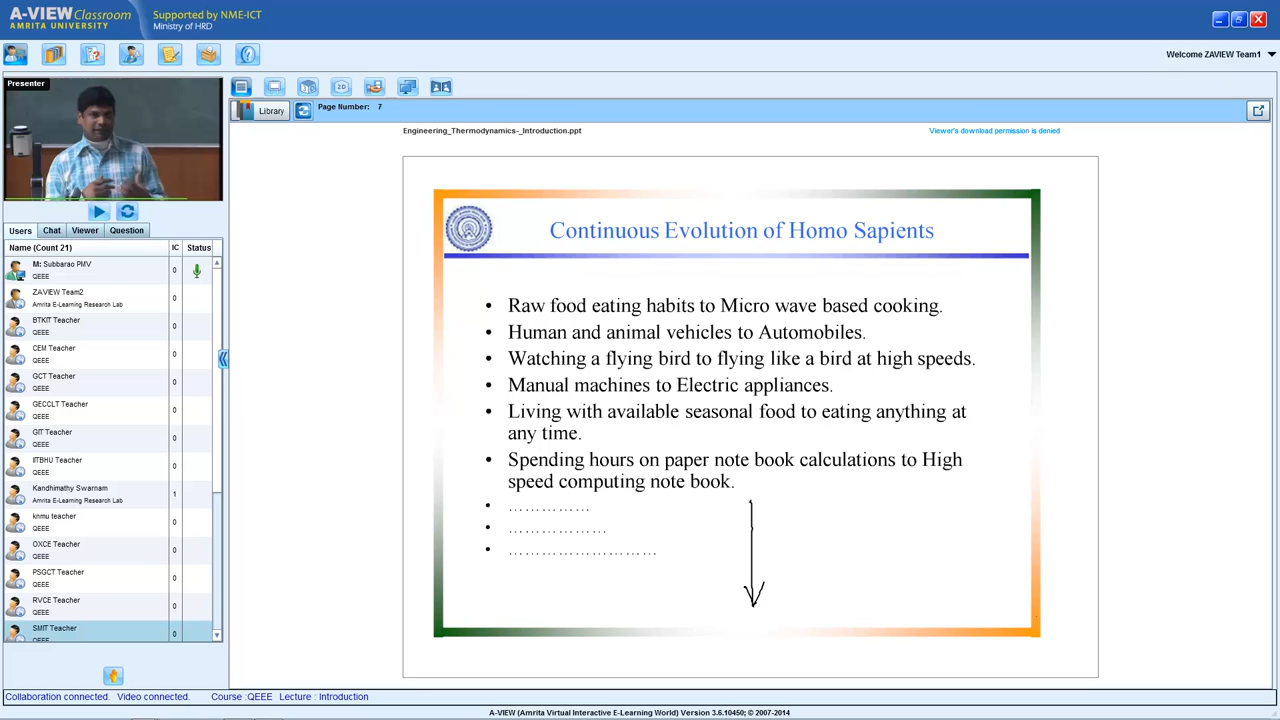 A-VIEW Classroom
AMRITA UNIVERSITY
Supported by NME-ICT
Ministry of HRD
Welcome ZAVIEW Team1
Presenter
Library
Page Number: 7
Engineering_Thermodynamics-_Introduction.ppt
Viewer's download permission is denied
Users Chat Viewer Question
Name (Count 21) IC Status
M: Subbarao PMV
QEEE
0
ZAVIEW Team2
Amrita E-Learning Research Lab
0
BTKIT Teacher
QEEE
0
CEM Teacher
QEEE
0
GCT Teacher
QEEE
0
GECCLT Teacher
QEEE
0
GIT Teacher
QEEE
0
IITBHU Teacher
QEEE
0
Kandhimathy Swarnam
Amrita E-Learning Research Lab
1
knmu teacher
QEEE
0
OXCE Teacher
QEEE
0
PSGCT Teacher
QEEE
0
RVCE Teacher
QEEE
0
SMIT Teacher
QEEE
0
Continuous Evolution of Homo Sapients
• Raw food eating habits to Micro wave based cooking.
• Human and animal vehicles to Automobiles.
• Watching a flying bird to flying like a bird at high speeds.
• Manual machines to Electric appliances.
• Living with available seasonal food to eating anything at
any time.
• Spending hours on paper note book calculations to High
speed computing note book.
• ……………
• ………………
• ………………………
Collaboration connected. Video connected. Course :QEEE Lecture : Introduction
A-VIEW (Amrita Virtual Interactive E-Learning World) Version 3.6.10450; © 2007-2014